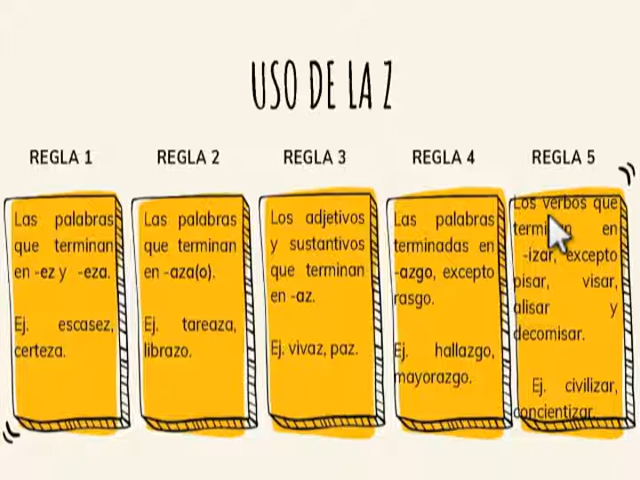 USO DE LA Z
REGLA 1
Las palabras
que terminan
en -ez y -eza.
Ej. escasez,
certeza.
REGLA 2
Las palabras
que terminan
en -aza(o).
Ej. tareaza,
librazo.
REGLA 3
Los adjetivos
y sustantivos
que terminan
en -az.
Ej. vivaz, paz.
REGLA 4
Las palabras
terminadas en
-azgo, excepto
rasgo.
Ej. hallazgo,
mayorazgo.
REGLA 5
Los verbos que
terminan en
-izar, excepto
pisar, visar,
alisar y
decomisar.
Ej. civilizar,
concientizar.